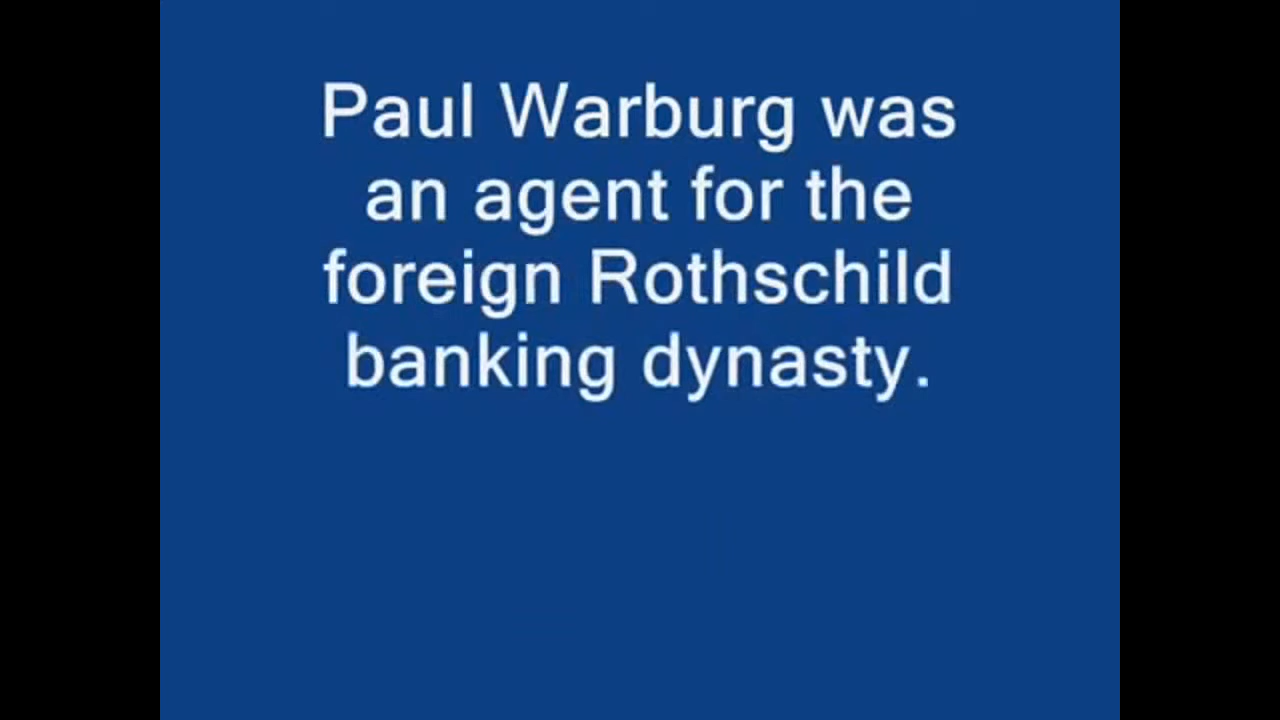 Paul Warburg was
an agent for the
foreign Rothschild
banking dynasty.